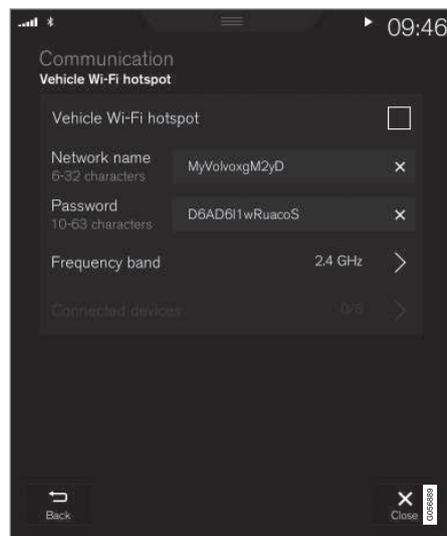 09:46
Communication
Vehicle Wi-Fi hotspot
Vehicle Wi-Fi hotspot
Network name
6-32 characters
MyVolvoxgM2yD
Password
10-63 characters
D6AD6I1wRuacoS
Frequency band
2.4 GHz
Connected devices
0/8
Back
Close
G056889